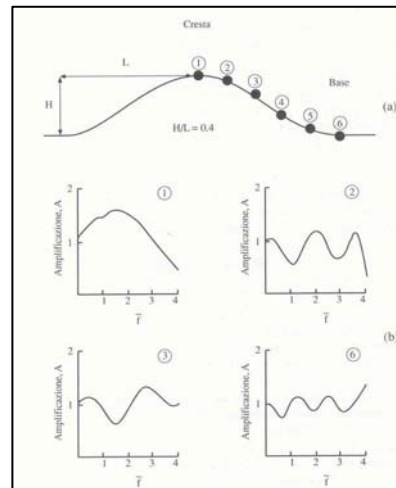 Cresta
L
1
2
3
Base
4
5
6
H
H/L = 0.4
(a)
2
1
Amplificazione, A
1
1 2 3 4
f̄
2
2
Amplificazione, A
1
1 2 3 4
f̄
(b)
2
3
Amplificazione, A
1
1 2 3 4
f̄
2
6
Amplificazione, A
1
1 2 3 4
f̄